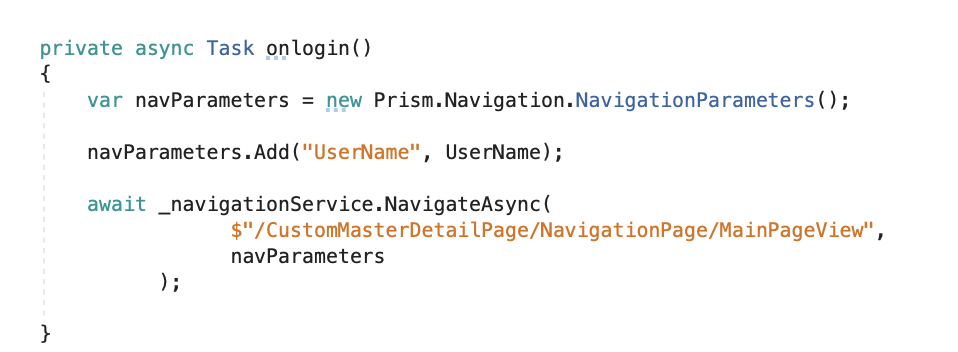 private async Task onlogin()
{
var navParameters = new Prism.Navigation.NavigationParameters();
navParameters.Add("UserName", UserName);
await _navigationService.NavigateAsync(
$"/CustomMasterDetailPage/NavigationPage/MainPageView",
navParameters
);
}